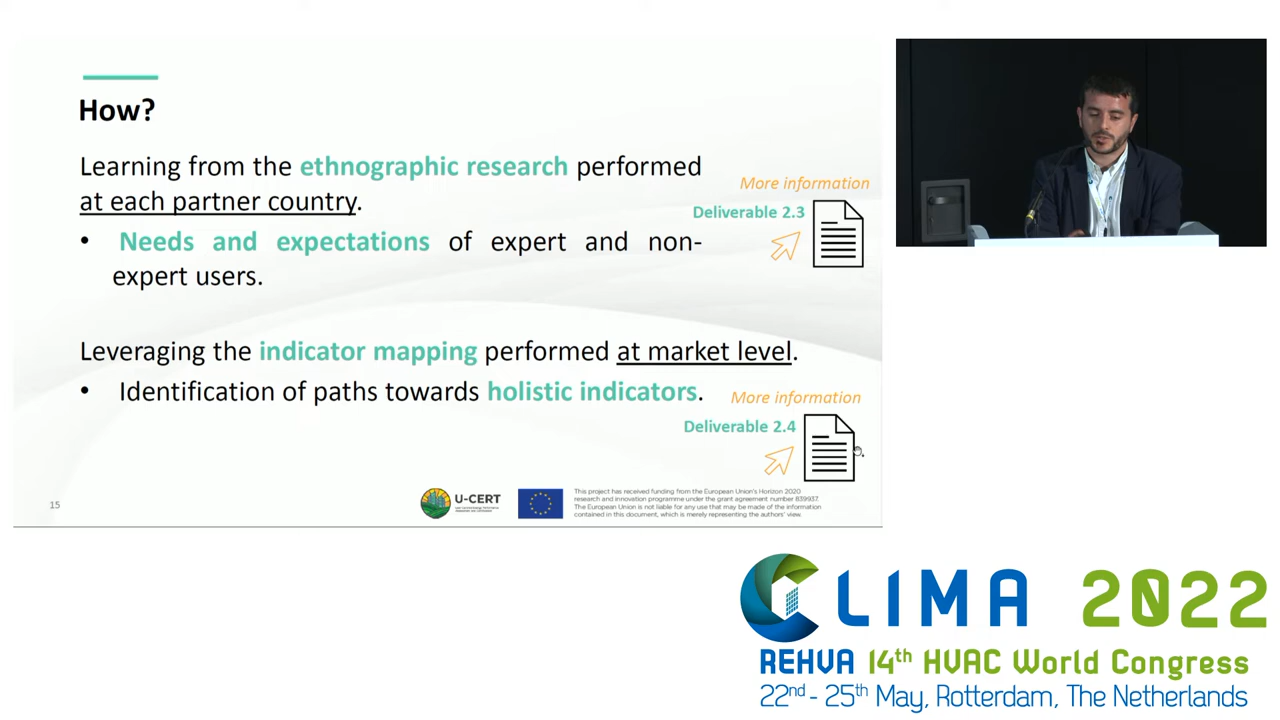 How?
Learning from the ethnographic research performed
at each partner country.
• Needs and expectations of expert and non-
expert users.
More information
Deliverable 2.3
Leveraging the indicator mapping performed at market level.
• Identification of paths towards holistic indicators.
More information
Deliverable 2.4
15
U-CERT
This project has received funding from the European Union's Horizon 2020
research and innovation programme under the grant agreement number 839937.
The European Union is not liable for any use that may be made of the information
contained in this document, which is merely representing the authors' view.
CLIMA 2022
REHVA 14th HVAC World Congress
22nd - 25th May, Rotterdam, The Netherlands